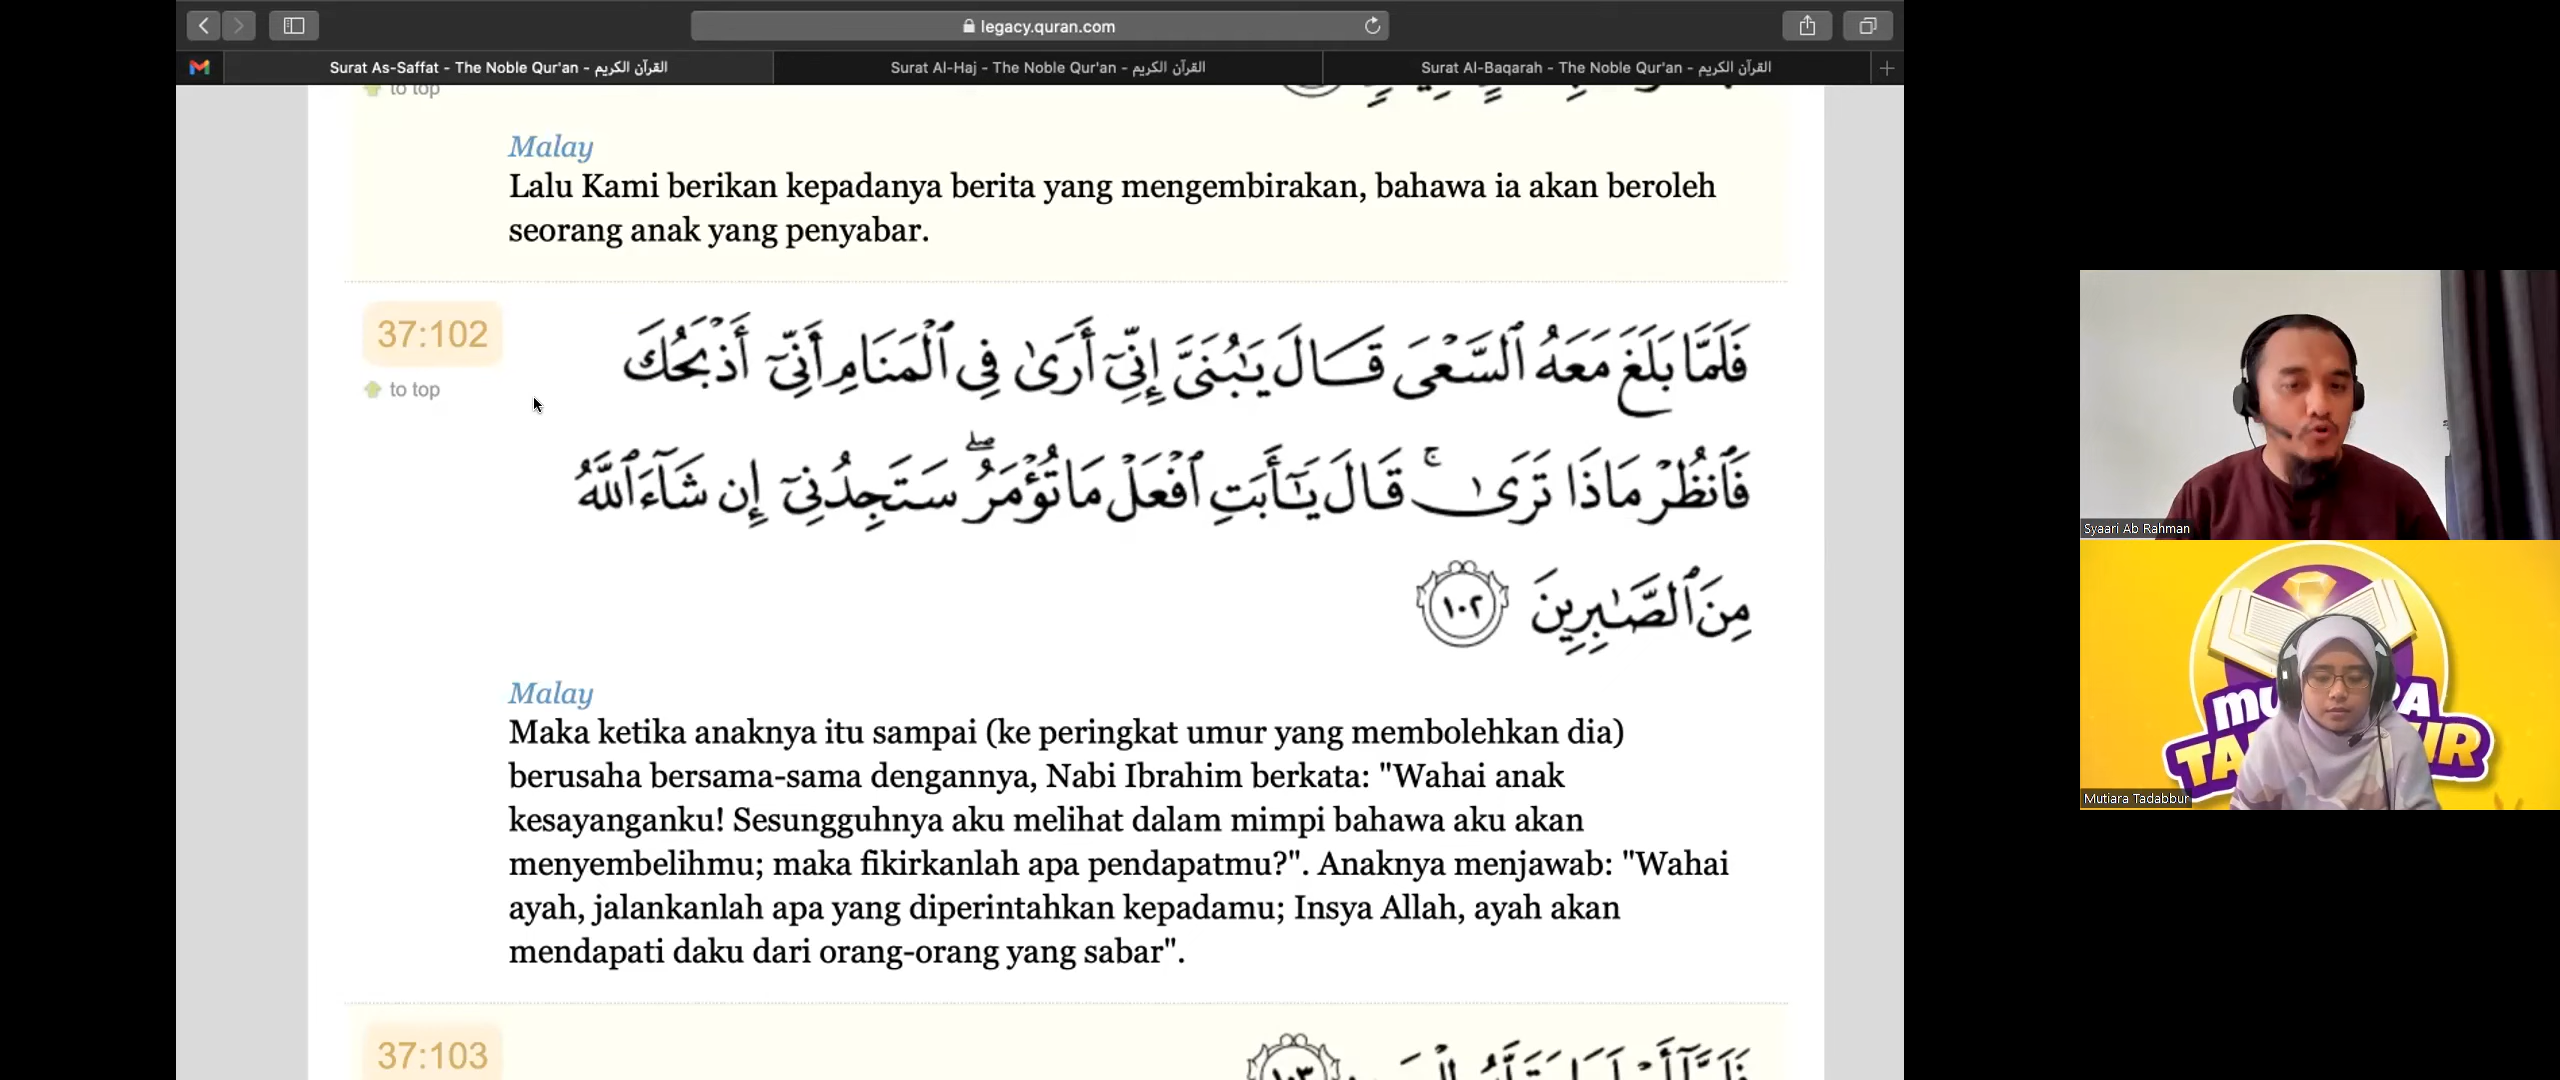 legacy.quran.com
Surat As-Saffat - The Noble Qur'an - القرآن الكريم
Surat Al-Haj - The Noble Qur'an - القرآن الكريم
Surat Al-Baqarah - The Noble Qur'an - القرآن الكريم
to top
Malay
Lalu Kami berikan kepadanya berita yang mengembirakan, bahawa ia akan beroleh
seorang anak yang penyabar.
37:102
to top
فَلَمَّا بَلَغَ مَعَهُ ٱلسَّعْىَ قَالَ يَٰبُنَىَّ إِنِّىٓ أَرَىٰ فِى ٱلْمَنَامِ أَنِّىٓ أَذْبَحُكَ
فَٱنظُرْ مَاذَا تَرَىٰ ۚ قَالَ يَٰٓأَبَتِ ٱفْعَلْ مَا تُؤْمَرُ ۖ سَتَجِدُنِىٓ إِن شَآءَ ٱللَّهُ
مِنَ ٱلصَّٰبِرِينَ ١٠٢
Malay
Maka ketika anaknya itu sampai (ke peringkat umur yang membolehkan dia)
berusaha bersama-sama dengannya, Nabi Ibrahim berkata: "Wahai anak
kesayanganku! Sesungguhnya aku melihat dalam mimpi bahawa aku akan
menyembelihmu; maka fikirkanlah apa pendapatmu?". Anaknya menjawab: "Wahai
ayah, jalankanlah apa yang diperintahkan kepadamu; Insya Allah, ayah akan
mendapati daku dari orang-orang yang sabar".
37:103
Syaari Ab Rahman
Mutiara Tadabbur